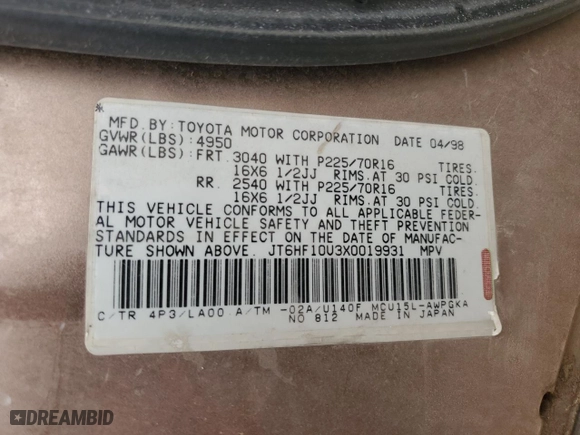 MFD. BY: TOYOTA MOTOR CORPORATION DATE 04/98
GVWR(LBS): 4950
GAWR(LBS): FRT. 3040 WITH P225/70R16 TIRES.
16X6 1/2JJ RIMS. AT 30 PSI COLD.
RR. 2540 WITH P225/70R16 TIRES.
16X6 1/2JJ RIMS. AT 30 PSI COLD.
THIS VEHICLE CONFORMS TO ALL APPLICABLE FEDER-
AL MOTOR VEHICLE SAFETY AND THEFT PREVENTION
STANDARDS IN EFFECT ON THE DATE OF MANUFAC-
TURE SHOWN ABOVE. JT6HF10U3X0019931 MPV
C/TR 4P3/LA00 A/TM -02A/U140F MCU15L-AWPGKA
NO 812 MADE IN JAPAN
DREAMBID